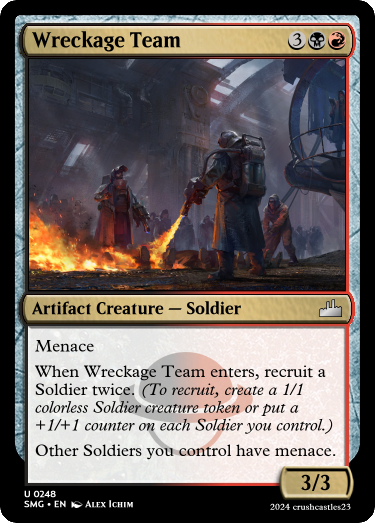 Wreckage Team 3
Artifact Creature — Soldier
Menace
When Wreckage Team enters, recruit a
Soldier twice. (To recruit, create a 1/1
colorless Soldier creature token or put a
+1/+1 counter on each Soldier you control.)
Other Soldiers you control have menace.
3/3
U 0248
SMG • EN Alex Ichim
2024 crushcastles23